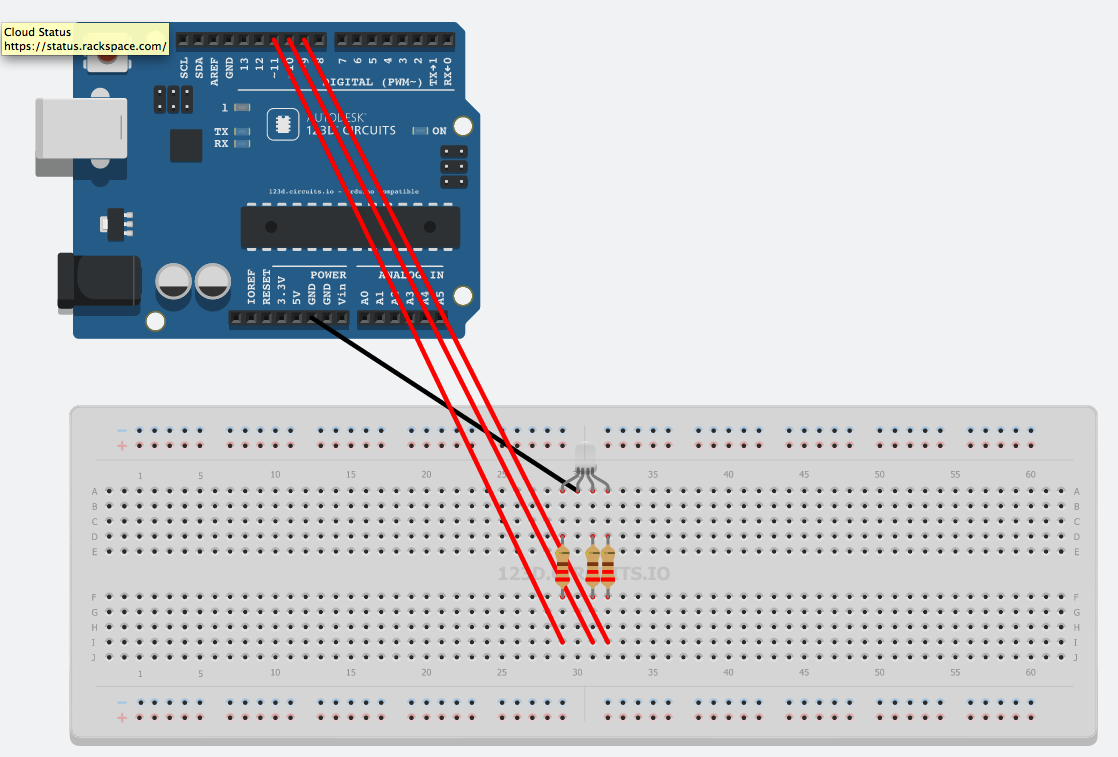 Cloud Status
https://status.rackspace.com/
SCL
SDA
AREF
GND
13
12
~11
~10
~9
8
7
6
5
4
3
2
TX→1
RX←0
DIGITAL (PWM~)
1
AUTODESK
123D CIRCUITS
TX
RX
ON
123d.circuits.io - arduino compatible
IOREF
RESET
3.3V
5V
GND
GND
Vin
POWER
ANALOG IN
A0
A1
A2
A3
A4
A5
−
+
1 5 10 15 20 25 30 35 40 45 50 55 60
A A
B B
C C
D D
E E
123D.CIRCUITS.IO
F F
G G
H H
I I
J J
1 5 10 15 20 25 30 35 40 45 50 55 60
−
+